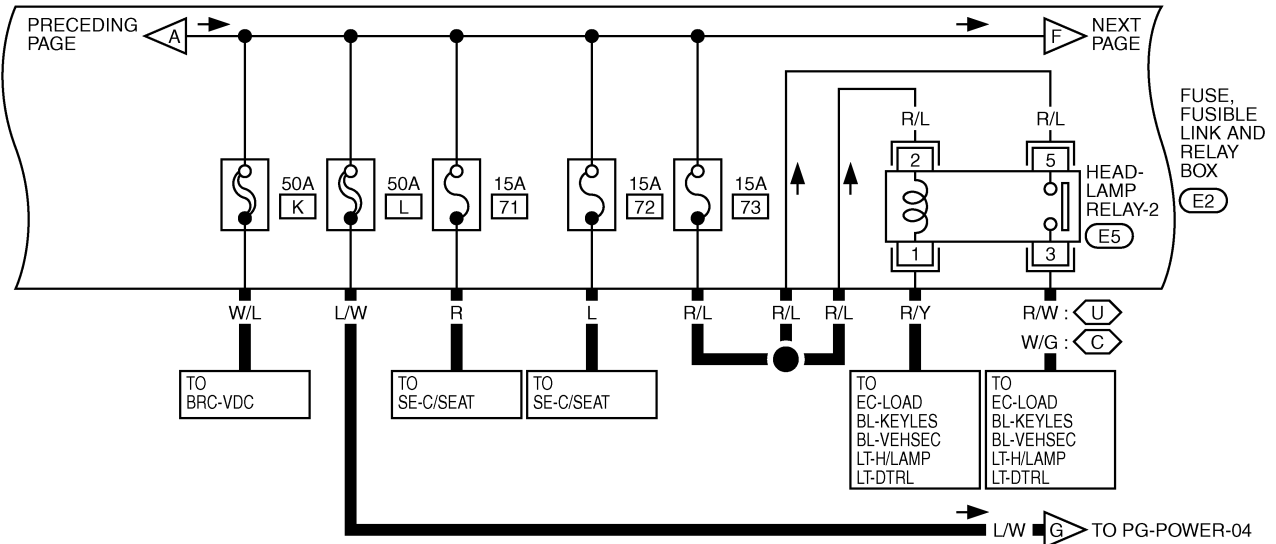 PRECEDING
PAGE
A
F
NEXT
PAGE
FUSE,
FUSIBLE
LINK AND
RELAY
BOX
E2
R/L
R/L
2
5
HEAD-
LAMP
RELAY-2
E5
1
3
50A
K
50A
L
15A
71
15A
72
15A
73
W/L
L/W
R
L
R/L
R/L
R/L
R/Y
R/W : U
W/G : C
TO
BRC-VDC
TO
SE-C/SEAT
TO
SE-C/SEAT
TO
EC-LOAD
BL-KEYLES
BL-VEHSEC
LT-H/LAMP
LT-DTRL
TO
EC-LOAD
BL-KEYLES
BL-VEHSEC
LT-H/LAMP
LT-DTRL
L/W G TO PG-POWER-04